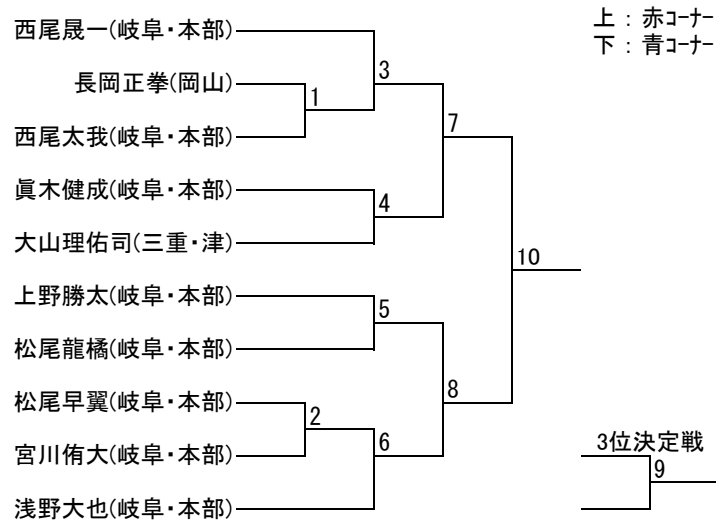 上：赤ｺｰﾅｰ
下：青ｺｰﾅｰ
西尾晟一(岐阜・本部)
長岡正拳(岡山)
西尾太我(岐阜・本部)
眞木健成(岐阜・本部)
大山理佑司(三重・津)
上野勝太(岐阜・本部)
松尾龍橘(岐阜・本部)
松尾早翼(岐阜・本部)
宮川侑大(岐阜・本部)
浅野大也(岐阜・本部)
1
2
3
4
5
6
7
8
10
3位決定戦
9